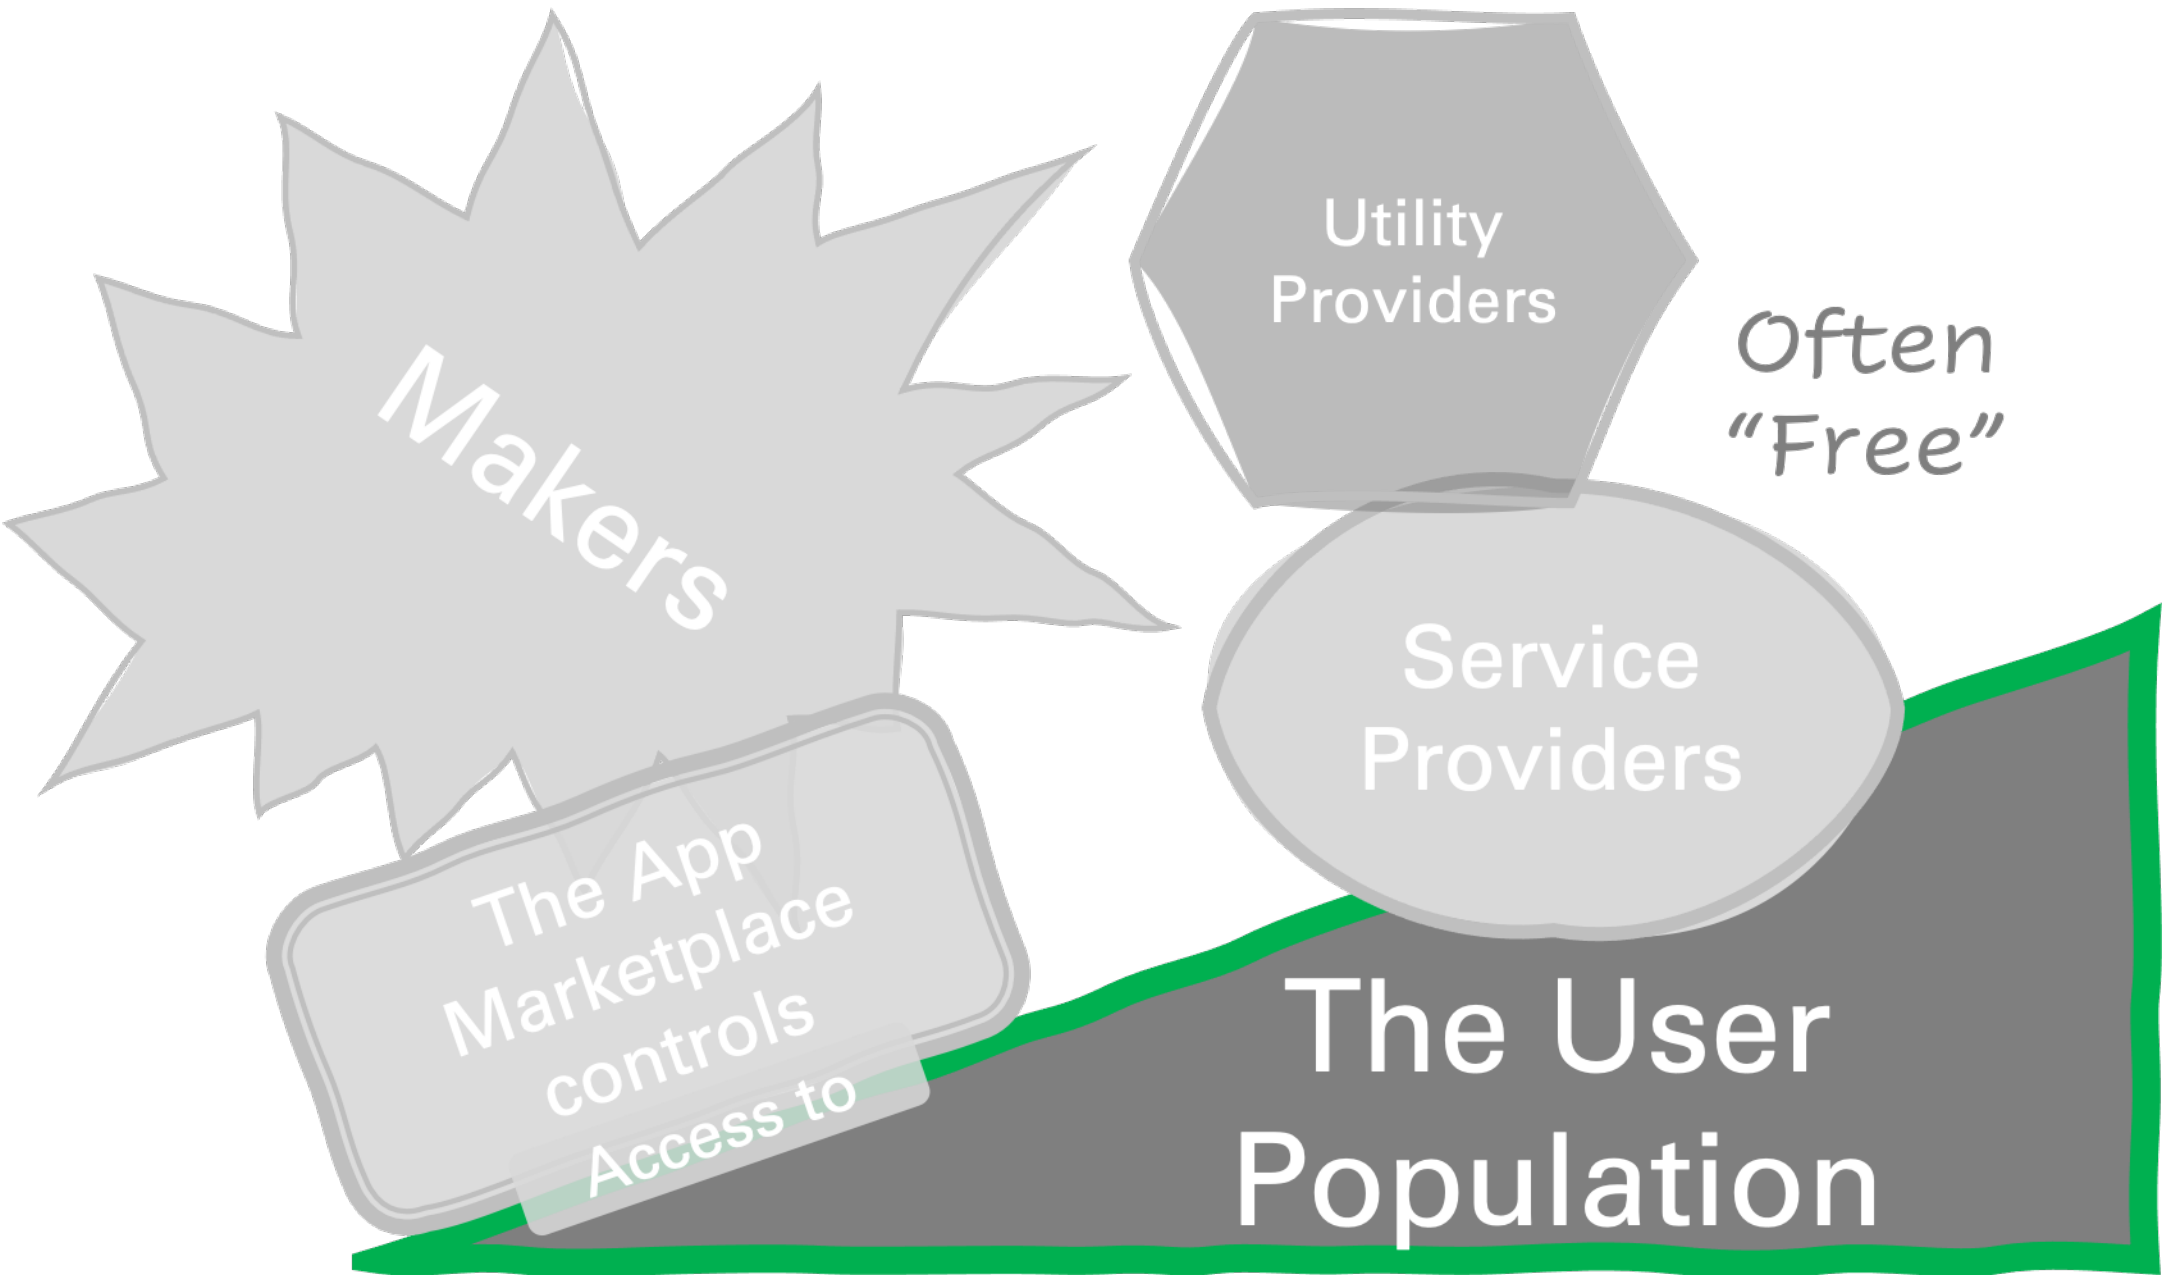 Makers
Utility
Providers
Often
“Free”
Service
Providers
The App
Marketplace
controls
Access to
The User
Population